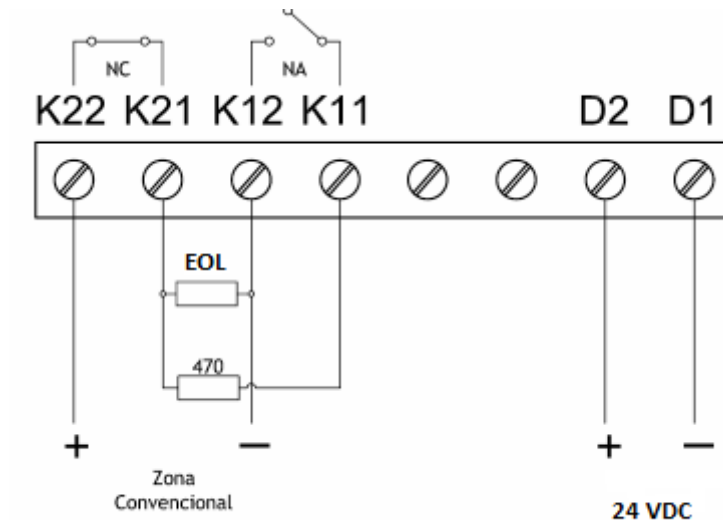 NC NA
K22 K21 K12 K11 D2 D1
EOL
470
+ − + −
Zona
Convencional
24 VDC